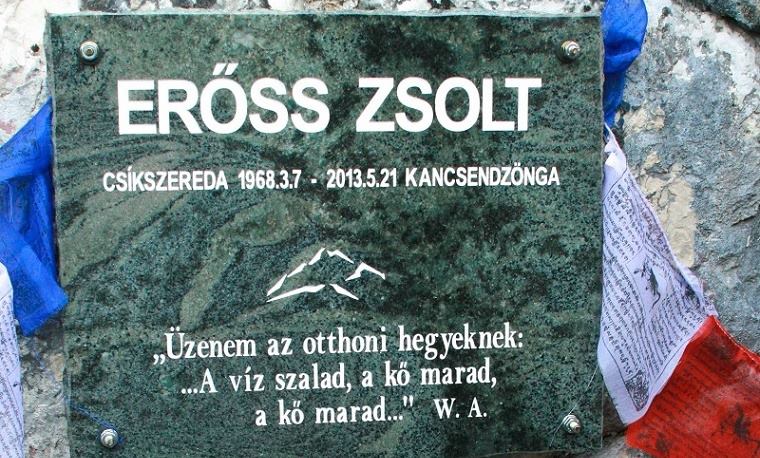 ERŐSS ZSOLT
CSÍKSZEREDA 1968.3.7 - 2013.5.21 KANCSENDZÖNGA
„Üzenem az otthoni hegyeknek:
...A víz szalad, a kő marad,
a kő marad..." W. A.